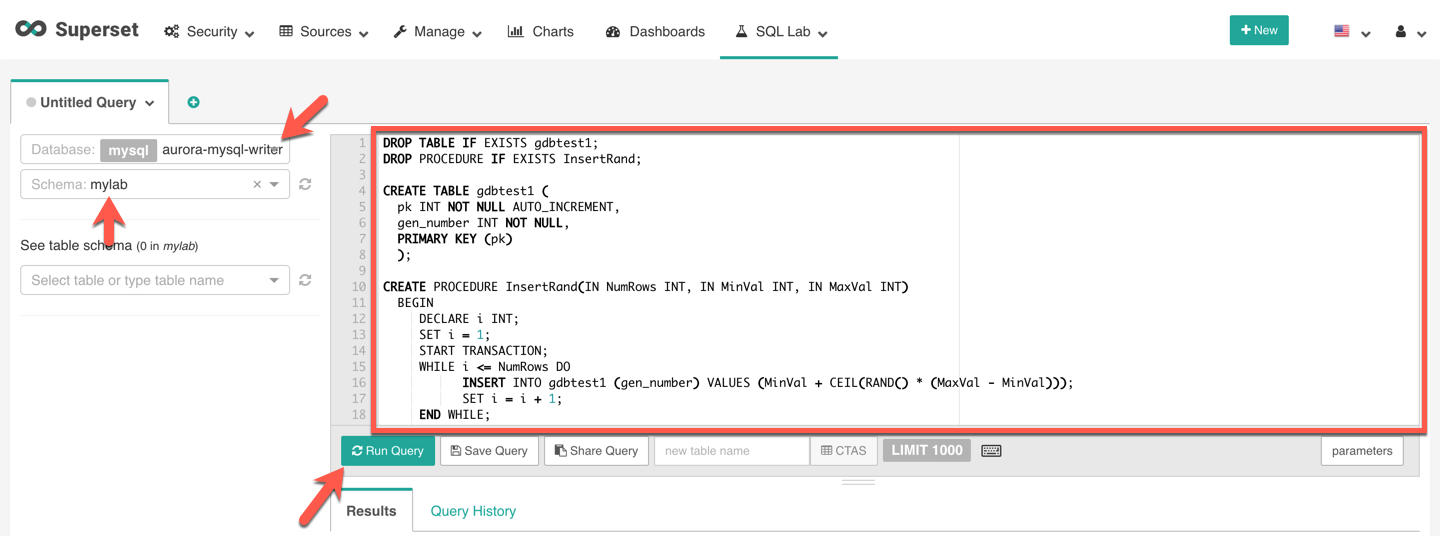 Superset Security Sources Manage Charts Dashboards SQL Lab + New
Untitled Query
Database: mysql aurora-mysql-writer
Schema: mylab
See table schema (0 in mylab)
Select table or type table name
1 DROP TABLE IF EXISTS gdbtest1;
2 DROP PROCEDURE IF EXISTS InsertRand;
3
4 CREATE TABLE gdbtest1 (
5 pk INT NOT NULL AUTO_INCREMENT,
6 gen_number INT NOT NULL,
7 PRIMARY KEY (pk)
8 );
9
10 CREATE PROCEDURE InsertRand(IN NumRows INT, IN MinVal INT, IN MaxVal INT)
11 BEGIN
12 DECLARE i INT;
13 SET i = 1;
14 START TRANSACTION;
15 WHILE i <= NumRows DO
16 INSERT INTO gdbtest1 (gen_number) VALUES (MinVal + CEIL(RAND() * (MaxVal - MinVal)));
17 SET i = i + 1;
18 END WHILE;
Run Query Save Query Share Query new table name CTAS LIMIT 1000 parameters
Results Query History